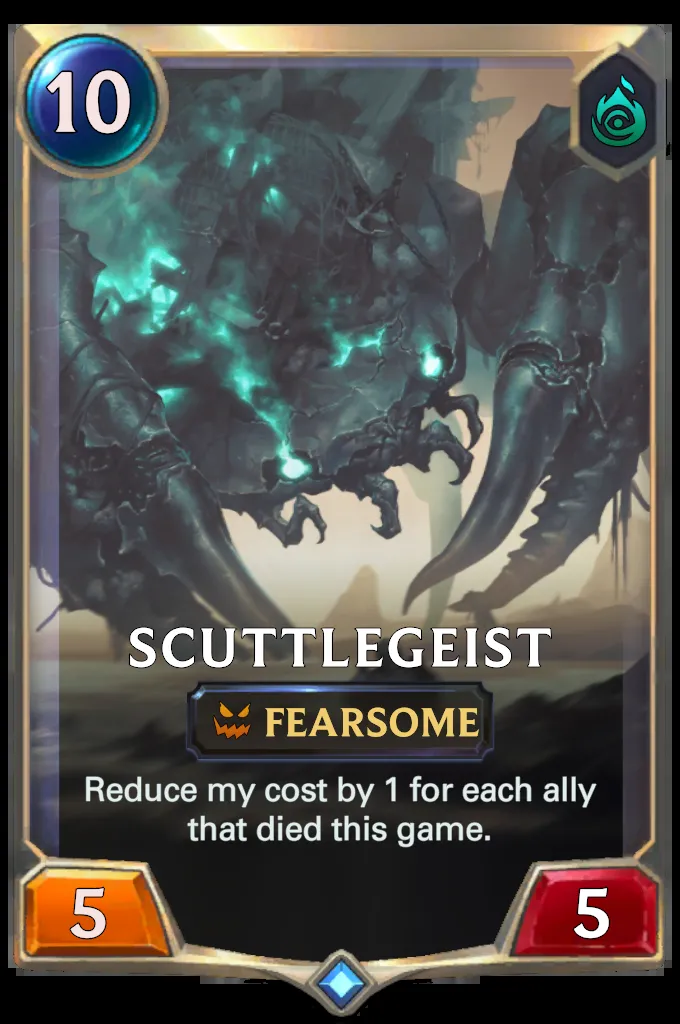 10
SCUTTLEGEIST
FEARSOME
Reduce my cost by 1 for each ally
that died this game.
5 5